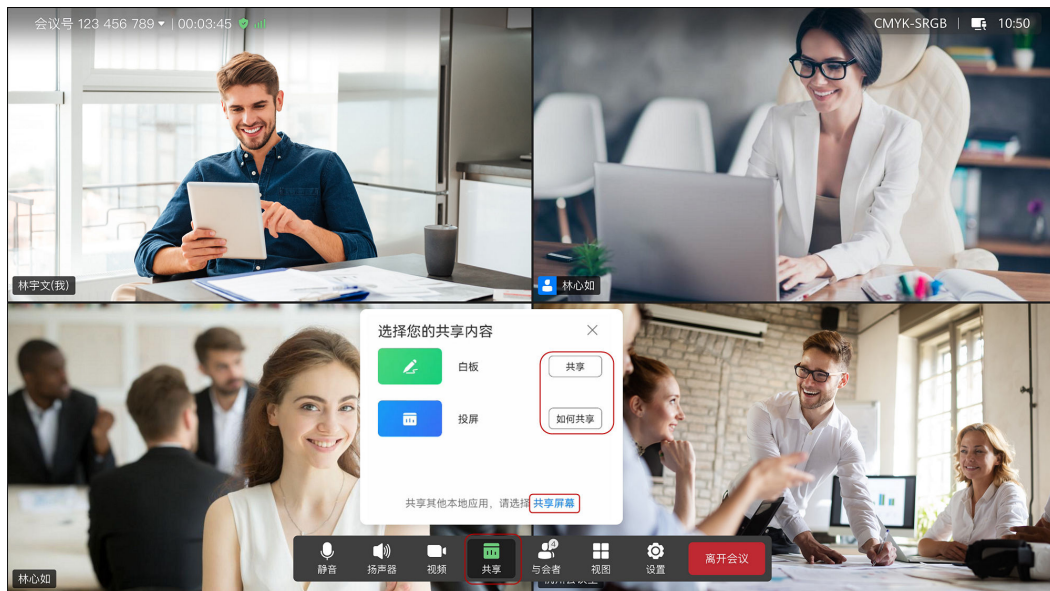 会议号 123 456 789 | 00:03:45
CMYK-SRGB | 10:50
林宇文(我)
林心如
选择您的共享内容
白板
共享
投屏
如何共享
共享其他本地应用，请选择 共享屏幕
林心如
静音
扬声器
视频
共享
4
与会者
视图
设置
离开会议